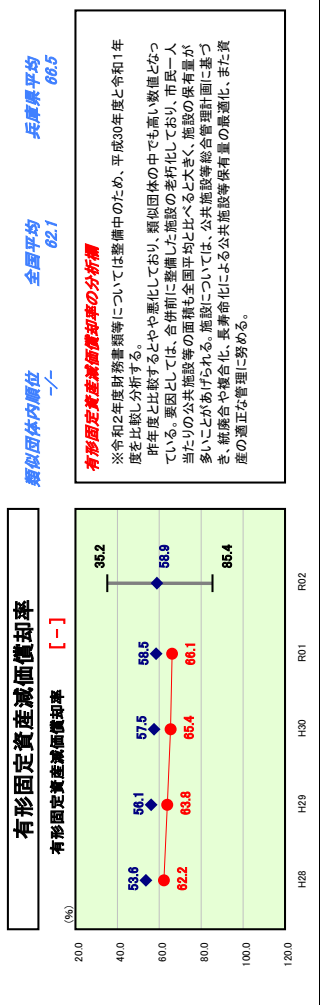 有形固定資産減価償却率
有形固定資産減価償却率
[ - ]
(%)
20.0
40.0
60.0
80.0
100.0
120.0
53.6
56.1
57.5
58.5
58.9
62.2
63.8
65.4
66.1
35.2
85.4
H28
H29
H30
R01
R02
類似団体内順位
-/-
全国平均
62.1
兵庫県平均
66.5
有形固定資産減価償却率の分析欄
※令和2年度財務書類等については整備中のため、平成30年度と令和1年
度を比較し分析する。
昨年度と比較するとやや悪化しており、類似団体の中でも高い数値となっ
ている。要因としては、合併前に整備した施設の老朽化しており、市民一人
当たりの公共施設等の面積も全国平均と比べると大きく、施設の保有量が
多いことがあげられる。施設については、公共施設等総合管理計画に基づ
き、統廃合や複合化、長寿命化による公共施設等保有量の最適化、また資
産の適正な管理に努める。